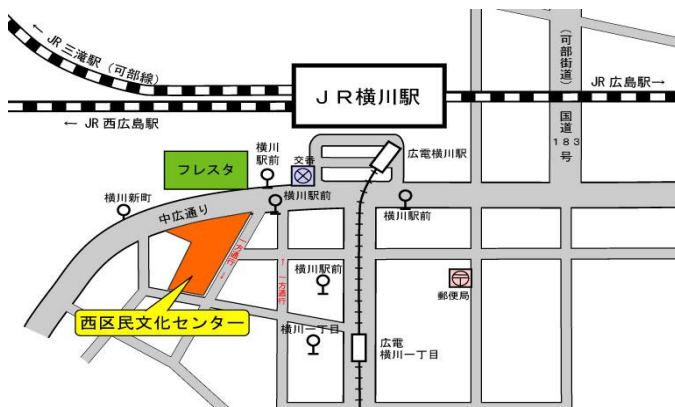 ← JR 三滝駅 (可部線)
ＪＲ横川駅
(可部街道)
JR 広島駅→
← JR 西広島駅
国道
183
号
横川
駅前
交番
広電横川駅
フレスタ
横川新町
中広通り
横川駅前
横川駅前
一方通行→
↑一方通行
横川駅前
郵便局
西区民文化センター
横川一丁目
広電
横川一丁目